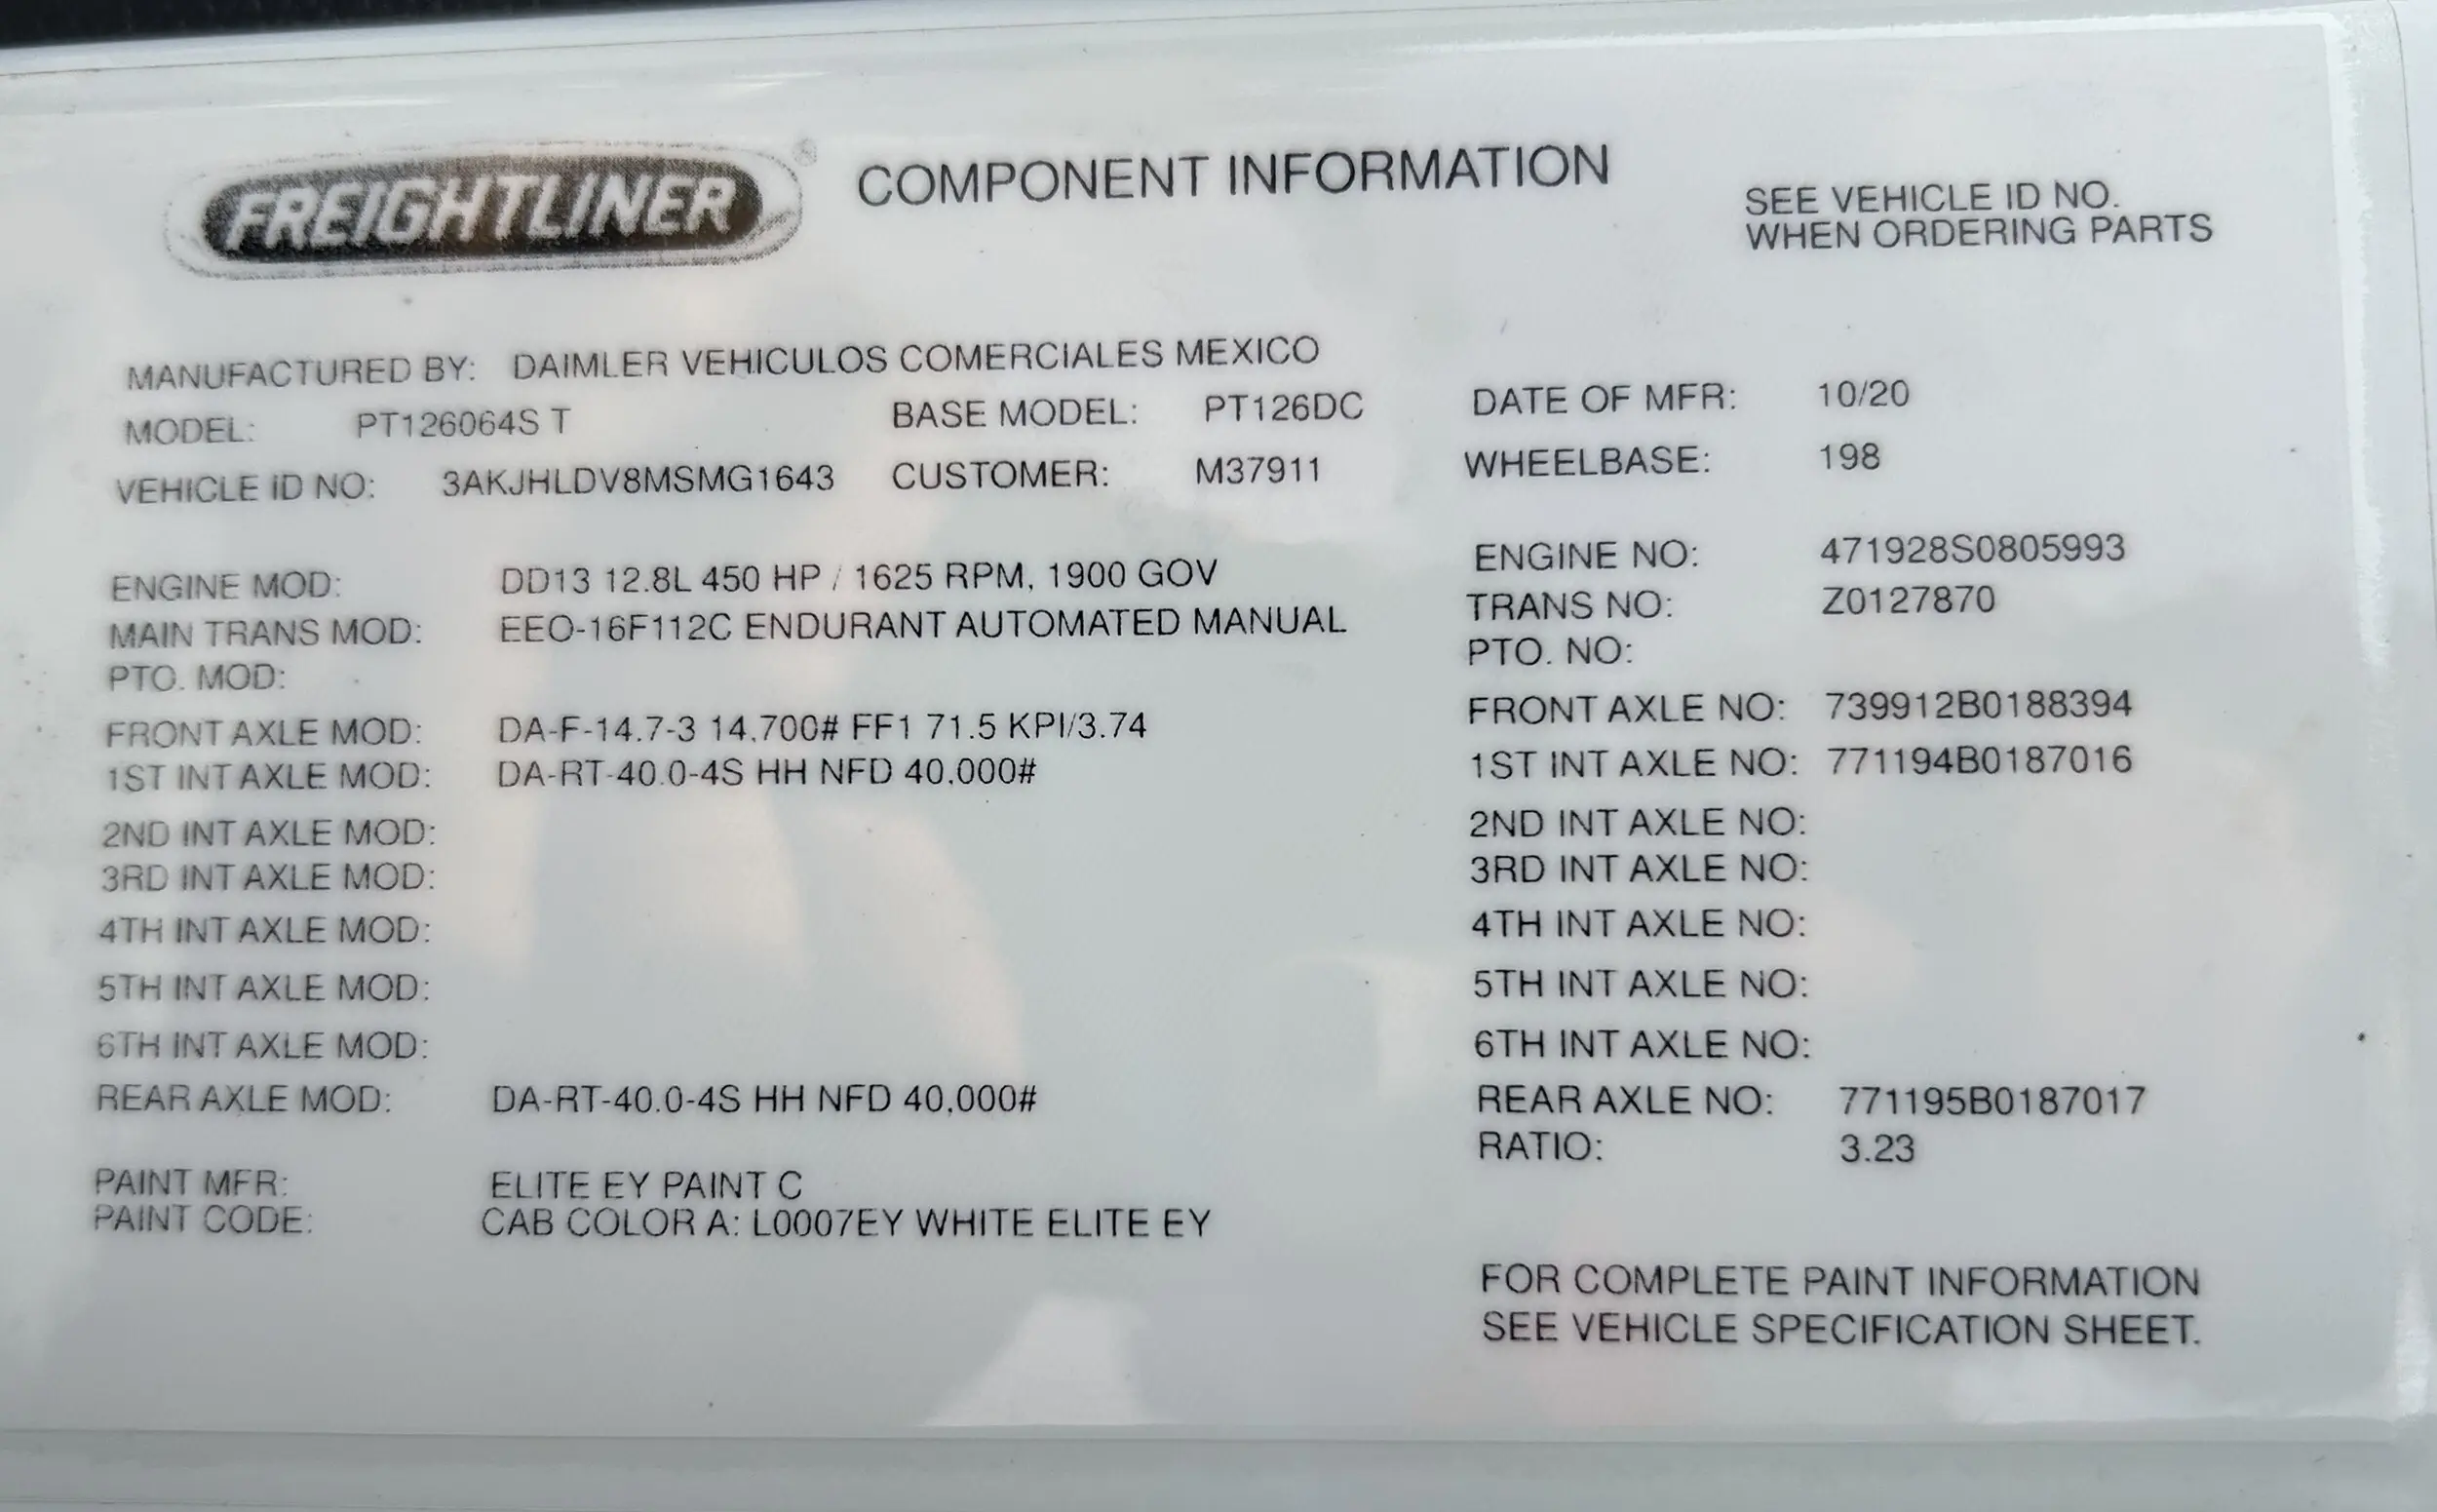 FREIGHTLINER ® COMPONENT INFORMATION
SEE VEHICLE ID NO.
WHEN ORDERING PARTS
MANUFACTURED BY: DAIMLER VEHICULOS COMERCIALES MEXICO
MODEL: PT126064S T BASE MODEL: PT126DC DATE OF MFR: 10/20
VEHICLE ID NO: 3AKJHLDV8MSMG1643 CUSTOMER: M37911 WHEELBASE: 198
ENGINE MOD: DD13 12.8L 450 HP / 1625 RPM, 1900 GOV ENGINE NO: 471928S0805993
MAIN TRANS MOD: EEO-16F112C ENDURANT AUTOMATED MANUAL TRANS NO: Z0127870
PTO. MOD: PTO. NO:
FRONT AXLE MOD: DA-F-14.7-3 14,700# FF1 71.5 KPI/3.74 FRONT AXLE NO: 739912B0188394
1ST INT AXLE MOD: DA-RT-40.0-4S HH NFD 40,000# 1ST INT AXLE NO: 771194B0187016
2ND INT AXLE MOD: 2ND INT AXLE NO:
3RD INT AXLE MOD: 3RD INT AXLE NO:
4TH INT AXLE MOD: 4TH INT AXLE NO:
5TH INT AXLE MOD: 5TH INT AXLE NO:
6TH INT AXLE MOD: 6TH INT AXLE NO:
REAR AXLE MOD: DA-RT-40.0-4S HH NFD 40,000# REAR AXLE NO: 771195B0187017
RATIO: 3.23
PAINT MFR: ELITE EY PAINT C
PAINT CODE: CAB COLOR A: L0007EY WHITE ELITE EY
FOR COMPLETE PAINT INFORMATION
SEE VEHICLE SPECIFICATION SHEET.